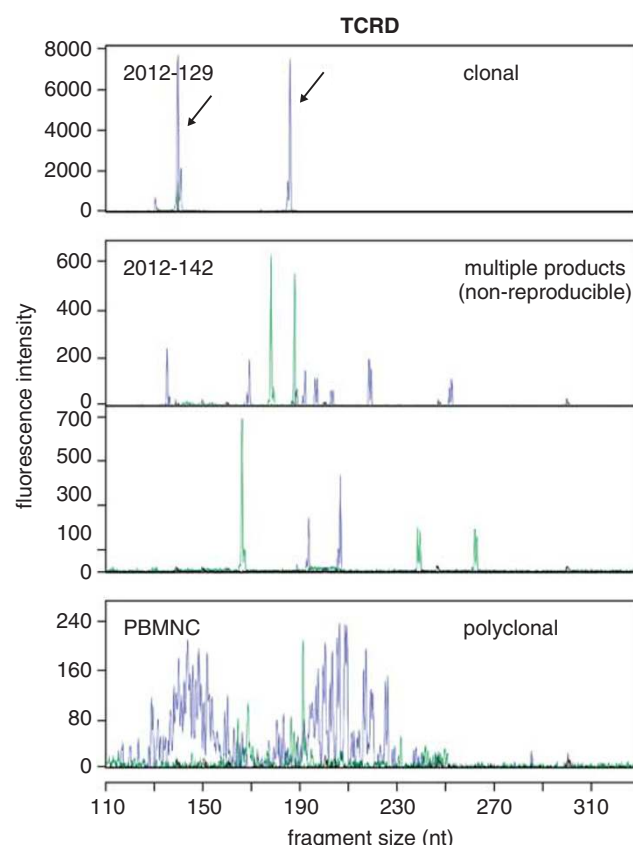 TCRD
8000
2012-129 clonal
6000
4000
2000
0
600
2012-142 multiple products
(non-reproducible)
400
200
0
700
500
300
100
0
fluorescence intensity
240
PBMNC polyclonal
160
80
0
110 150 190 230 270 310
fragment size (nt)